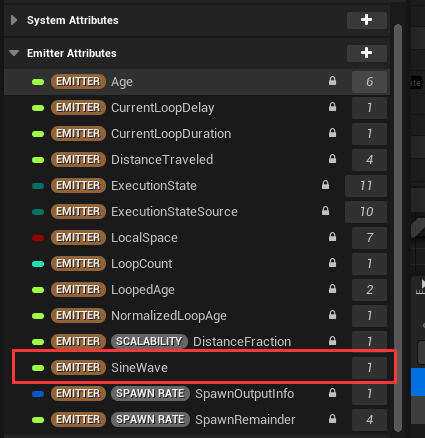 System Attributes
Emitter Attributes
EMITTER Age 6
EMITTER CurrentLoopDelay 1
EMITTER CurrentLoopDuration 1
EMITTER DistanceTraveled 4
EMITTER ExecutionState 11
EMITTER ExecutionStateSource 10
EMITTER LocalSpace 7
EMITTER LoopCount 1
EMITTER LoopedAge 2
EMITTER NormalizedLoopAge 1
EMITTER SCALABILITY DistanceFraction 1
EMITTER SineWave 1
EMITTER SPAWN RATE SpawnOutputInfo 1
EMITTER SPAWN RATE SpawnRemainder 4